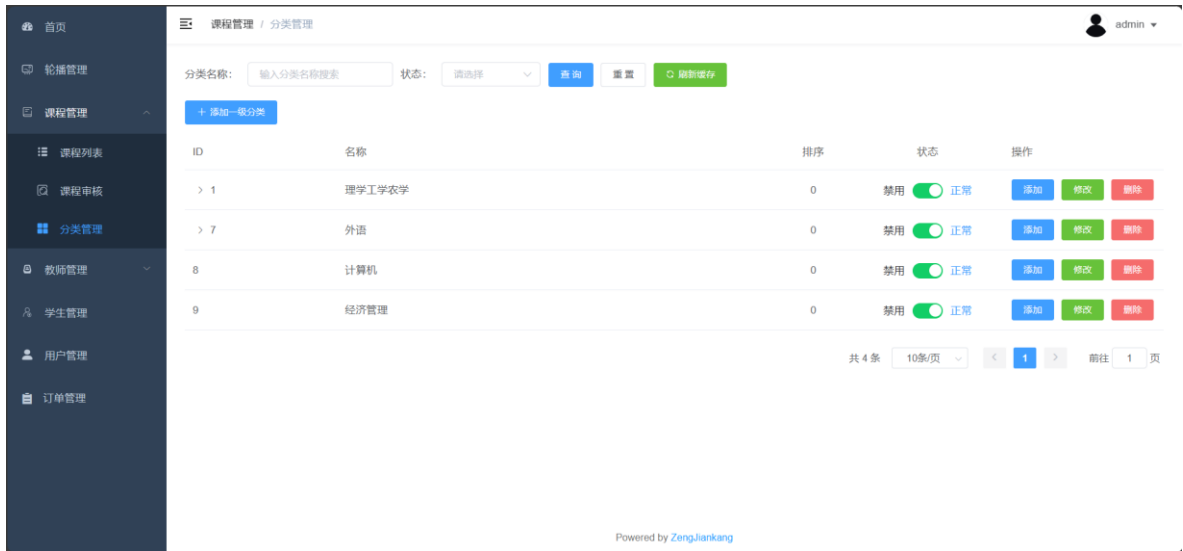 首页
轮播管理
课程管理
课程列表
课程审核
分类管理
教师管理
学生管理
用户管理
订单管理
课程管理 / 分类管理
admin
分类名称: 输入分类名称搜索 状态: 请选择 查询 重置 刷新缓存
+ 添加一级分类
ID 名称 排序 状态 操作
> 1 理学工学农学 0 禁用 正常 添加 修改 删除
> 7 外语 0 禁用 正常 添加 修改 删除
8 计算机 0 禁用 正常 添加 修改 删除
9 经济管理 0 禁用 正常 添加 修改 删除
共 4 条 10条/页 < 1 > 前往 1 页
Powered by ZengJiankang